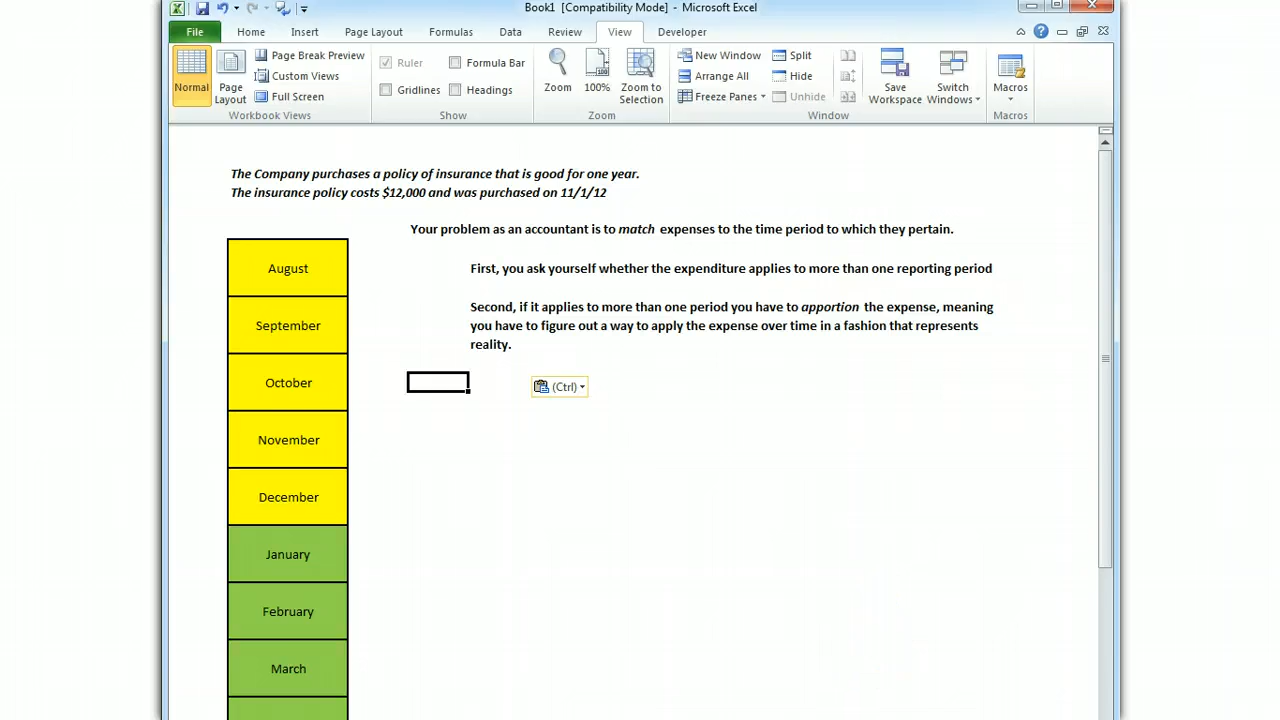 Book1 [Compatibility Mode] - Microsoft Excel
File Home Insert Page Layout Formulas Data Review View Developer
Normal
Page Layout
Page Break Preview
Custom Views
Full Screen
Workbook Views
Ruler
Formula Bar
Gridlines
Headings
Show
Zoom
100%
Zoom to Selection
Zoom
New Window
Arrange All
Freeze Panes
Split
Hide
Unhide
Save Workspace
Switch Windows
Window
Macros
Macros
The Company purchases a policy of insurance that is good for one year.
The insurance policy costs $12,000 and was purchased on 11/1/12
Your problem as an accountant is to match expenses to the time period to which they pertain.
First, you ask yourself whether the expenditure applies to more than one reporting period
Second, if it applies to more than one period you have to apportion the expense, meaning
you have to figure out a way to apply the expense over time in a fashion that represents
reality.
(Ctrl)
August
September
October
November
December
January
February
March